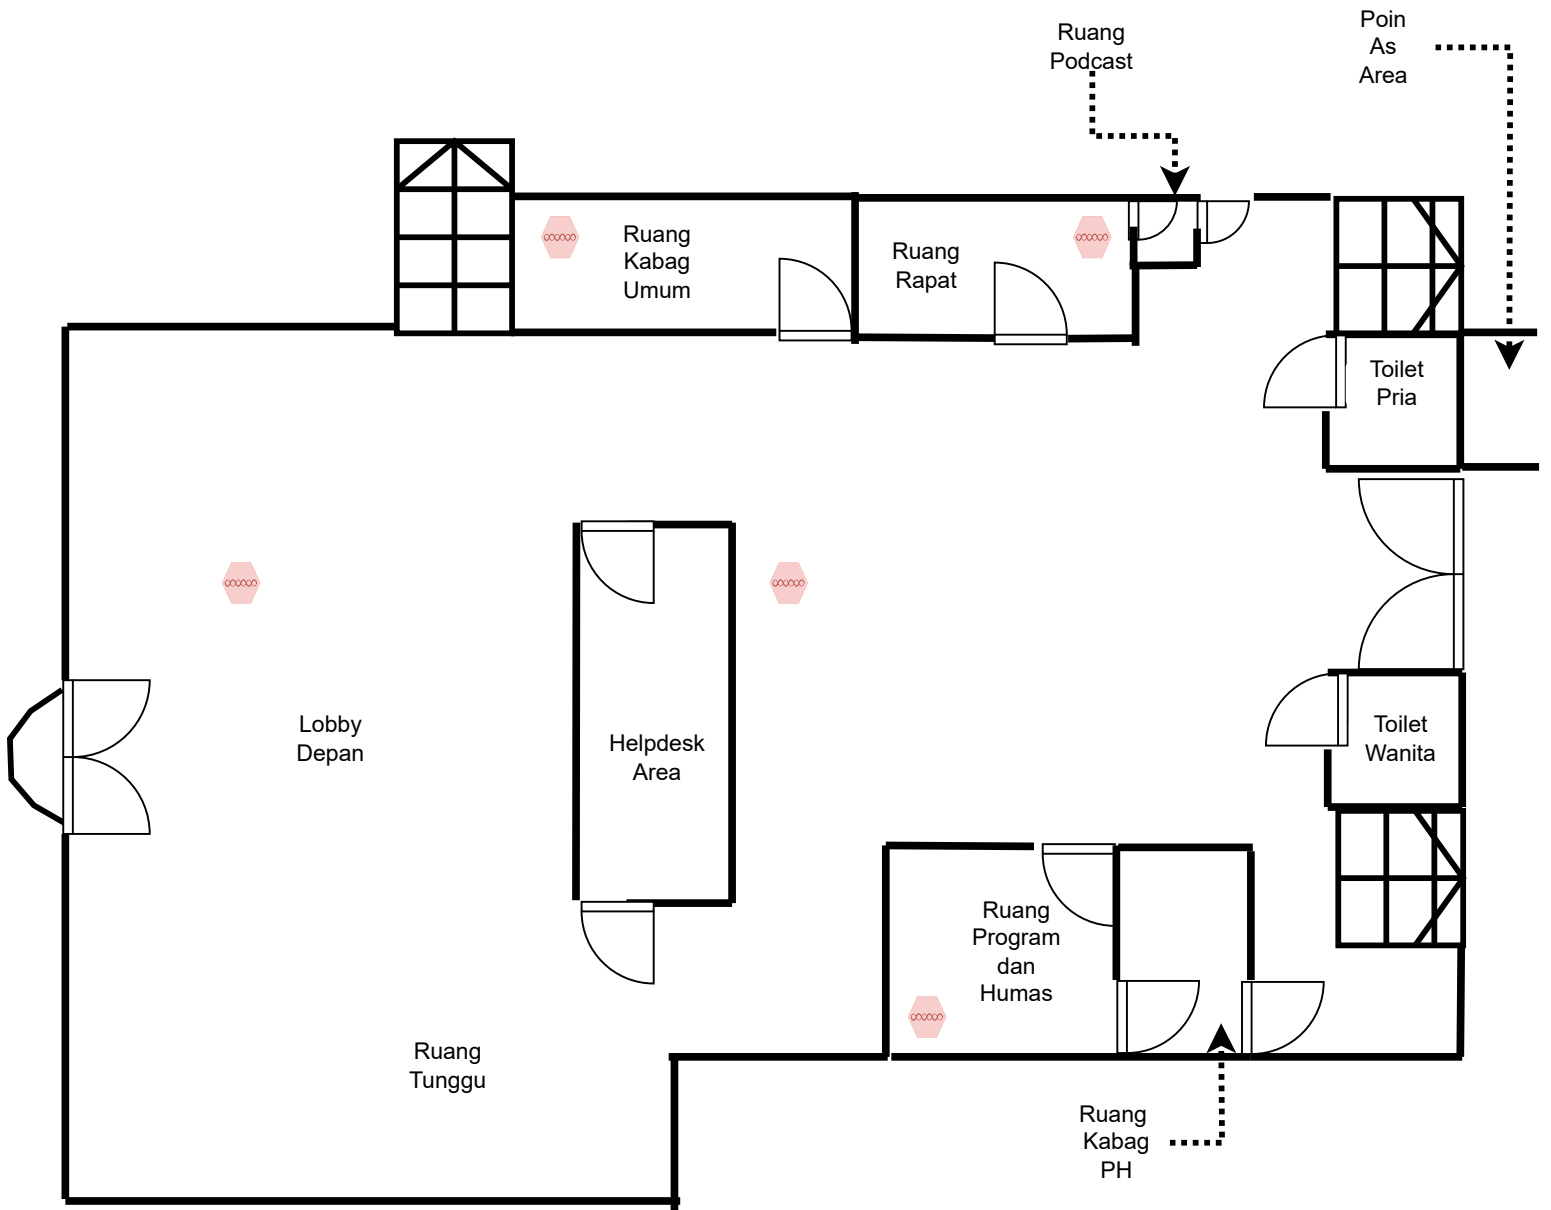 Ruang
Podcast
Poin
As
Area
Ruang
Kabag
Umum
Ruang
Rapat
Toilet
Pria
Lobby
Depan
Helpdesk
Area
Toilet
Wanita
Ruang
Program
dan
Humas
Ruang
Tunggu
Ruang
Kabag
PH